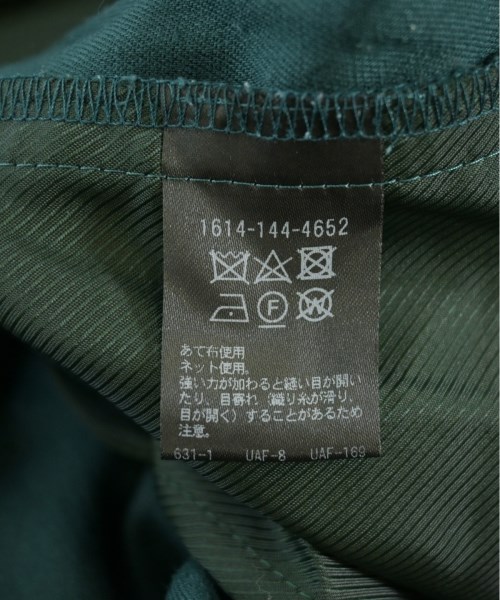 1614-144-4652
F
W
あて布使用
ネット使用。
強い力が加わると縫い目が開い
たり、目寄れ（織り糸が滑り、
目が開く）することがあるため
注意。
631-1 UAF-8 UAF-169